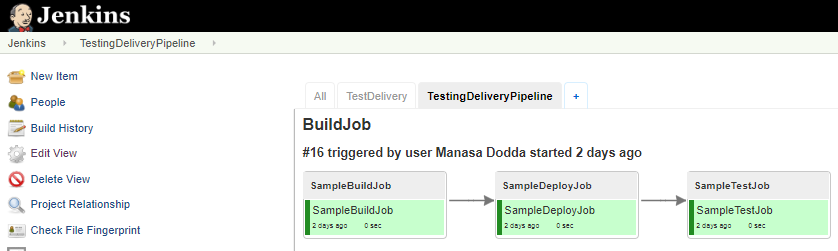 Jenkins
Jenkins TestingDeliveryPipeline
New Item
People
Build History
Edit View
Delete View
Project Relationship
Check File Fingerprint
All TestDelivery TestingDeliveryPipeline +
BuildJob
#16 triggered by user Manasa Dodda started 2 days ago
SampleBuildJob SampleDeployJob SampleTestJob
SampleBuildJob SampleDeployJob SampleTestJob
2 days ago 0 sec 2 days ago 0 sec 2 days ago 0 sec